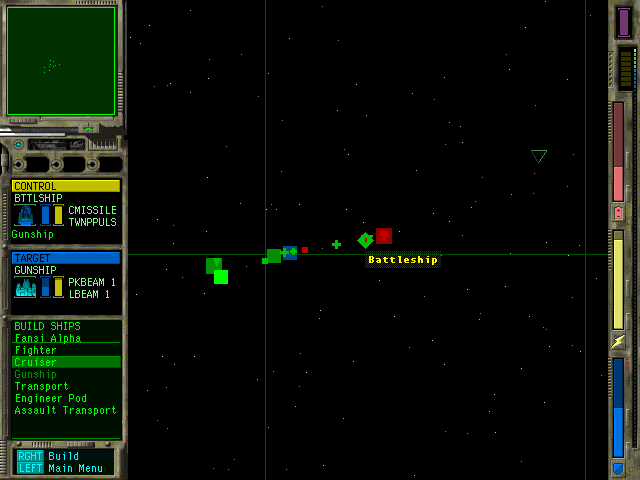 CONTROL
BTTLSHIP
CMISSILE
TWNPPULS
Gunship
TARGET
GUNSHIP
PKBEAM 1
LBEAM 1
BUILD SHIPS
Fansi Alpha
Fighter
Cruiser
Gunship
Transport
Engineer Pod
Assault Transport
RGHT Build
LEFT Main Menu
Battleship